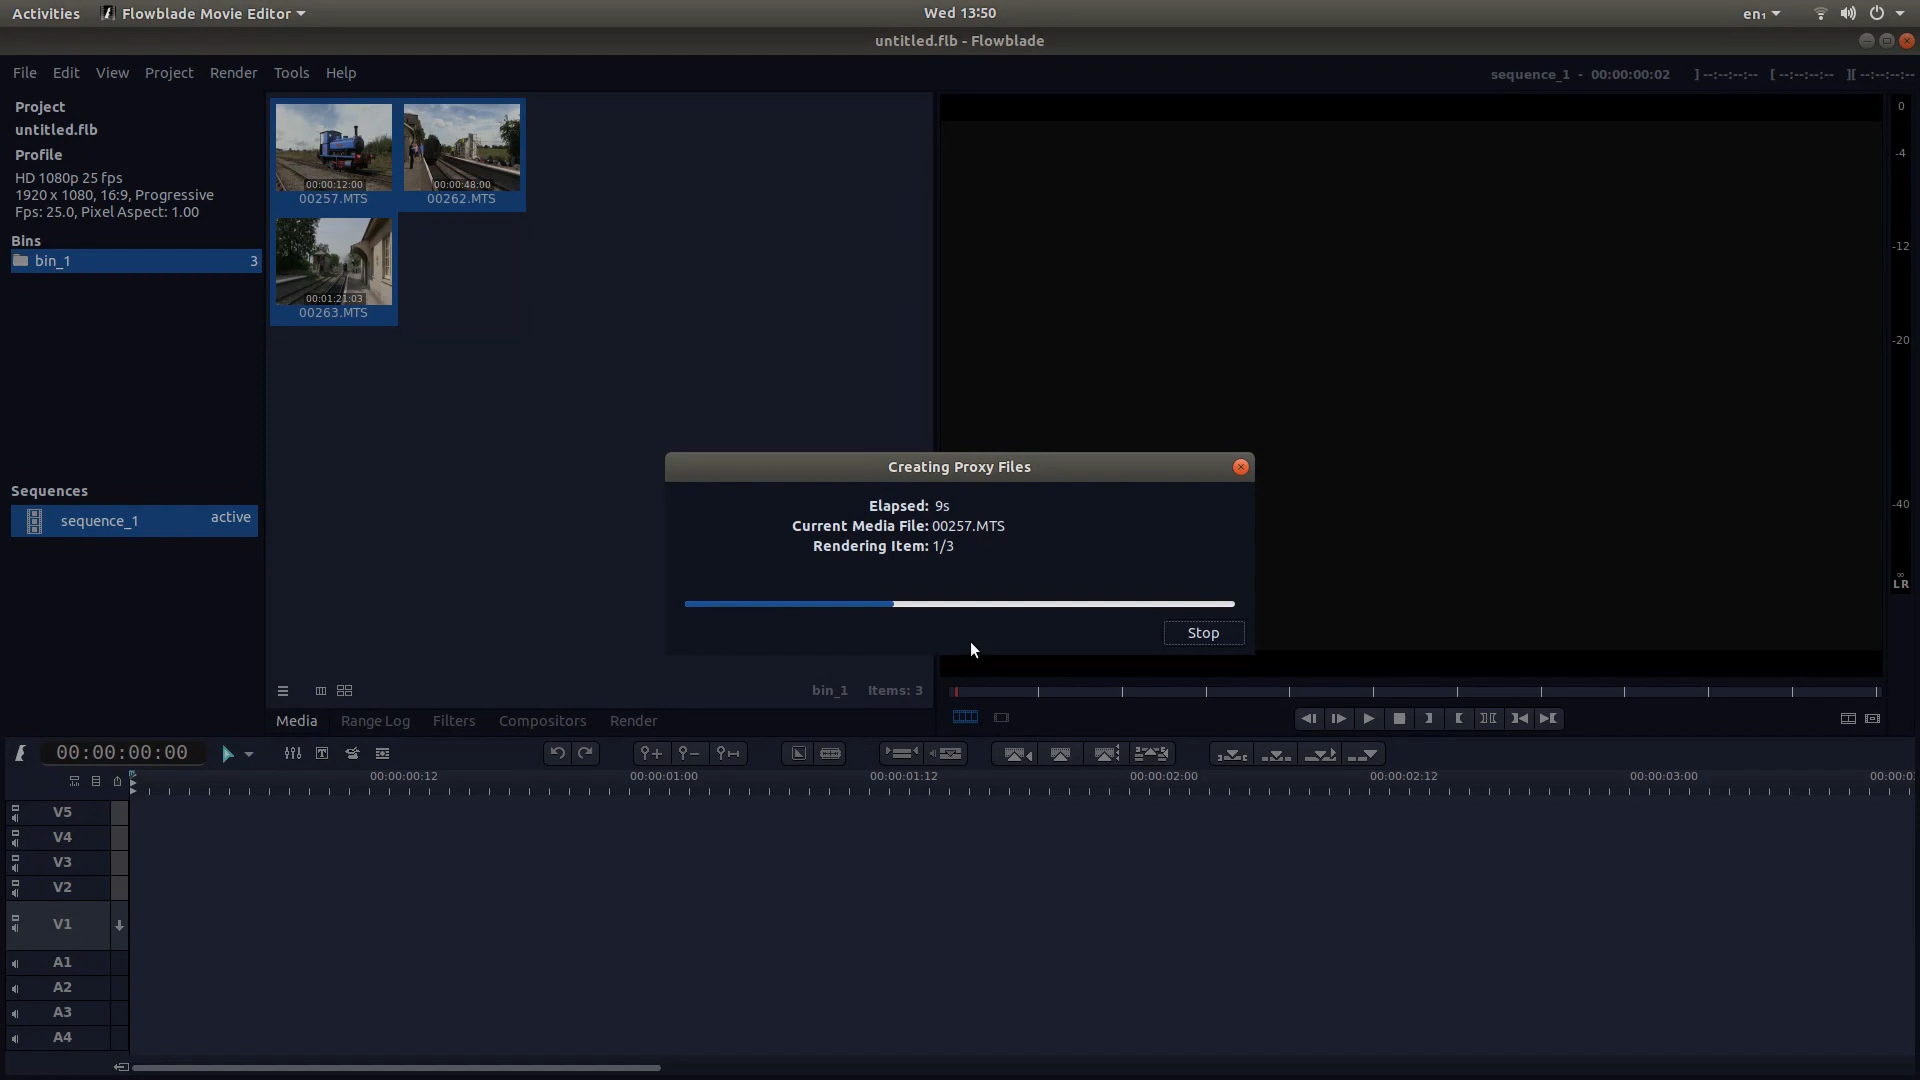 Activities Flowblade Movie Editor Wed 13:50 en₁
untitled.flb - Flowblade
File Edit View Project Render Tools Help sequence_1 - 00:00:00:02 ] --:--:--:-- [ --:--:--:-- ][ --:--:--:--
Project
untitled.flb
Profile
HD 1080p 25 fps
1920 x 1080, 16:9, Progressive
Fps: 25.0, Pixel Aspect: 1.00
Bins
bin_1 3
00:00:12:00 00:00:48:00
00257.MTS 00262.MTS
00:01:21:03
00263.MTS
0
-4
-12
-20
-40
∞
LR
Sequences
sequence_1 active
Creating Proxy Files
Elapsed: 9s
Current Media File: 00257.MTS
Rendering Item: 1/3
Stop
bin_1 Items: 3
Media Range Log Filters Compositors Render
00:00:00:00
00:00:00:12 00:00:01:00 00:00:01:12 00:00:02:00 00:00:02:12 00:00:03:00 00:00:0
V5
V4
V3
V2
V1
A1
A2
A3
A4